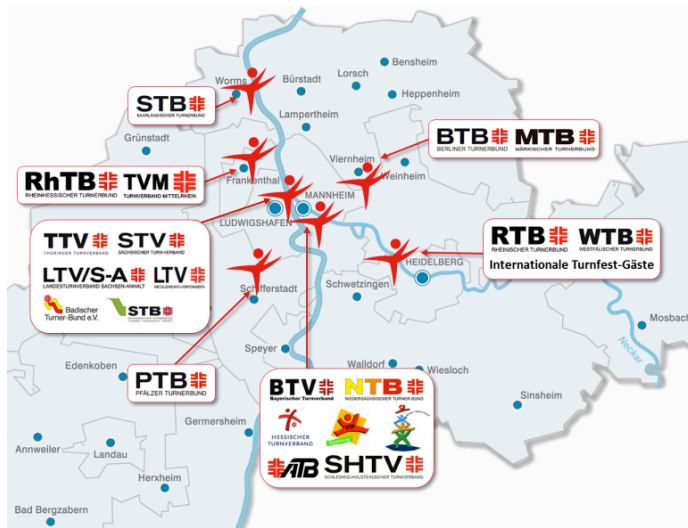 Bensheim
Lorsch
Worms
Bürstadt
Heppenheim
STB
SAARLÄNDISCHER TURNERBUND
Lampertheim
Grünstadt
BTB
BERLINER TURNERBUND
MTB
MÄRKISCHER TURNERBUND
Viernheim
Weinheim
RhTB
RHEINHESSISCHER TURNERBUND
TVM
TURNVERBAND MITTELRHEIN
Frankenthal
MANNHEIM
LUDWIGSHAFEN
TTV
THÜRINGER TURNVERBAND
STV
SÄCHSISCHER TURN-VERBAND
LTV/S-A
LANDESTURNVERBAND SACHSEN-ANHALT
LTV
MECKLENBURG-VORPOMMERN
Badischer
Turner-Bund e.V.
STB
RTB
RHEINISCHER TURNERBUND
WTB
WESTFÄLISCHER TURNERBUND
Internationale Turnfest-Gäste
HEIDELBERG
Schifferstadt
Schwetzingen
Mosbach
Neckar
Speyer
Edenkoben
PTB
PFÄLZER TURNERBUND
Walldorf
Wiesloch
BTV
Bayerischer Turnverband
NTB
NIEDERSÄCHSISCHER TURNER-BUND
HESSISCHER
TURNVERBAND
Sinsheim
Germersheim
Annweiler
Landau
ATB
SHTV
SCHLESWIG-HOLSTEINISCHER TURNVERBAND
Herxheim
Bad Bergzabern